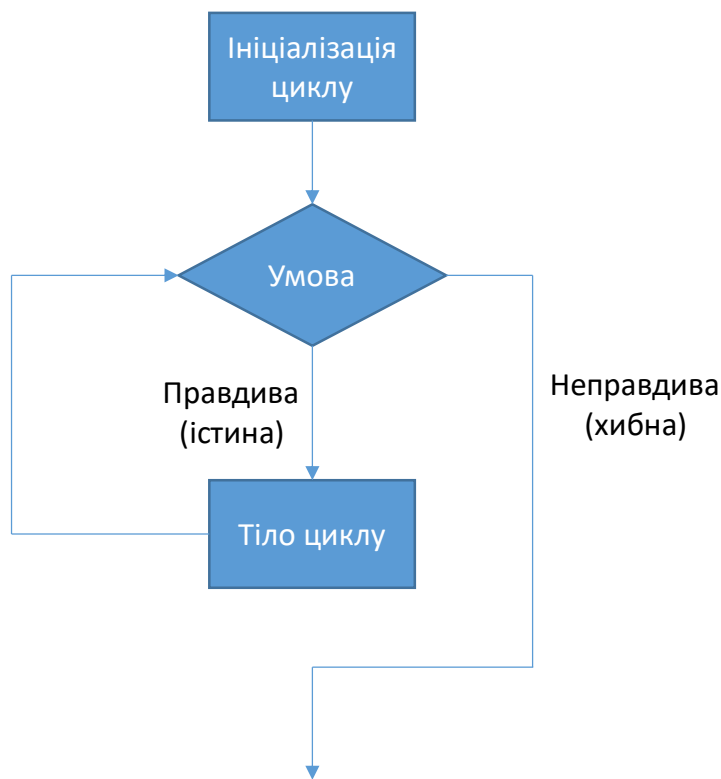 Ініціалізація
циклу
Умова
Правдива
(істина)
Неправдива
(хибна)
Тіло циклу